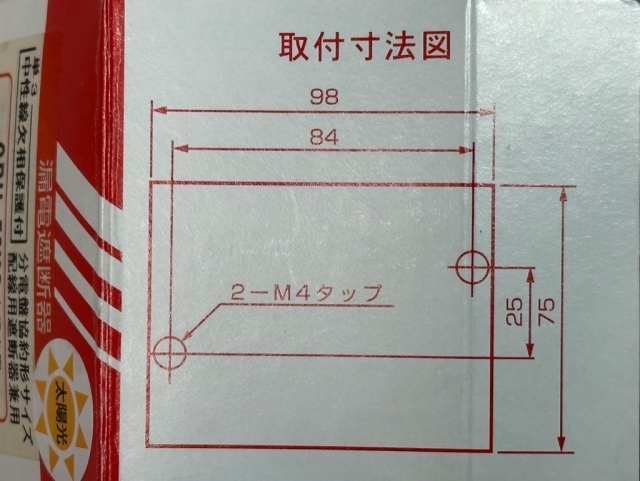 取付寸法図
98
84
2-M4タップ
25
75
単3
中性線欠相保護付
漏電遮断器
分電盤協約形サイズ
配線用遮断器兼用
太陽光